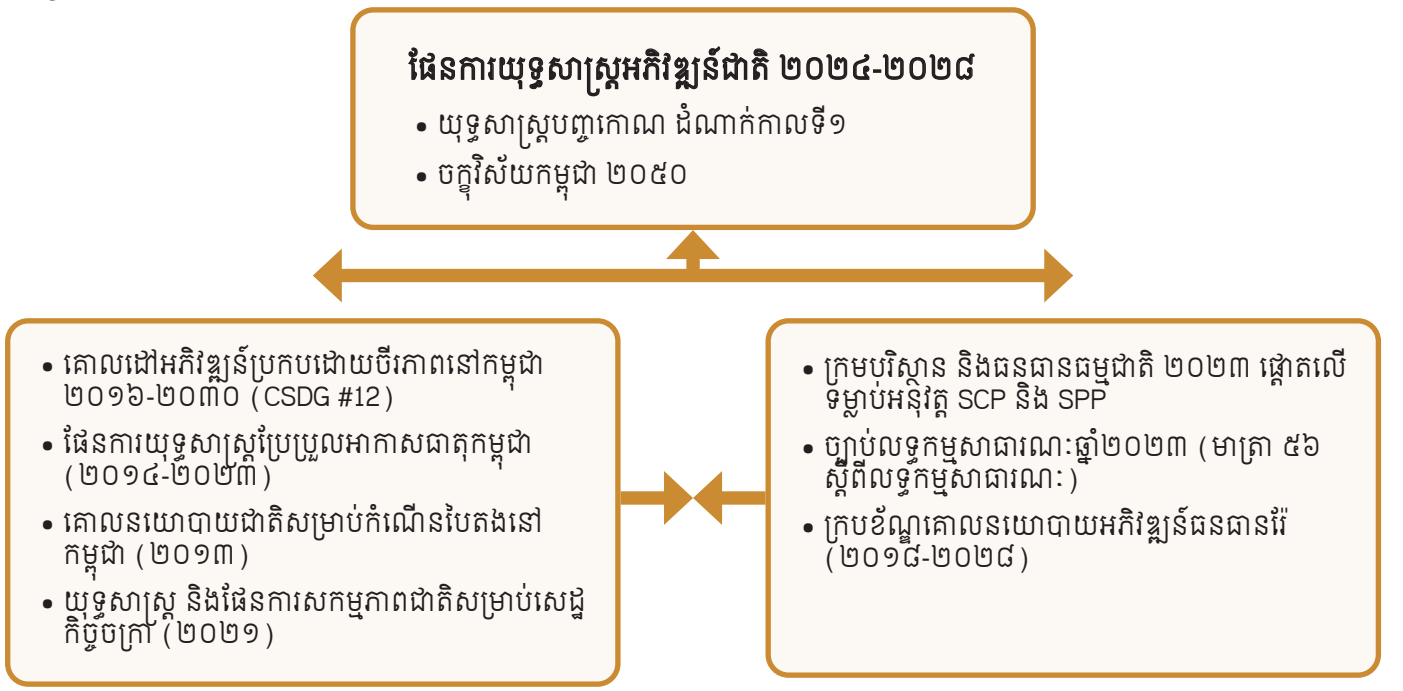 ផែនការយុទ្ធសាស្ត្រអភិវឌ្ឍន៍ជាតិ ២០២៤-២០២៨
• យុទ្ធសាស្ត្របញ្ចកោណ ដំណាក់កាលទី១
• ចក្ខុវិស័យកម្ពុជា ២០៥០
• គោលដៅអភិវឌ្ឍន៍ប្រកបដោយចីរភាពនៅកម្ពុជា
២០១៦-២០៣០ (CSDG #12)
• ផែនការយុទ្ធសាស្ត្រប្រែប្រួលអាកាសធាតុកម្ពុជា
(២០១៤-២០២៣)
• គោលនយោបាយជាតិសម្រាប់កំណើនបៃតងនៅ
កម្ពុជា (២០១៣)
• យុទ្ធសាស្ត្រ និងផែនការសកម្មភាពជាតិសម្រាប់សេដ្ឋ
កិច្ចចក្រា (២០២១)
• ក្រមបរិស្ថាន និងធនធានធម្មជាតិ ២០២៣ ផ្តោតលើ
ទម្លាប់អនុវត្ត SCP និង SPP
• ច្បាប់លទ្ធកម្មសាធារណៈឆ្នាំ២០២៣ (មាត្រា ៥៦
ស្តីពីលទ្ធកម្មសាធារណៈ)
• ក្របខ័ណ្ឌគោលនយោបាយអភិវឌ្ឍន៍ធនធានរ៉ែ
(២០១៨-២០២៨)